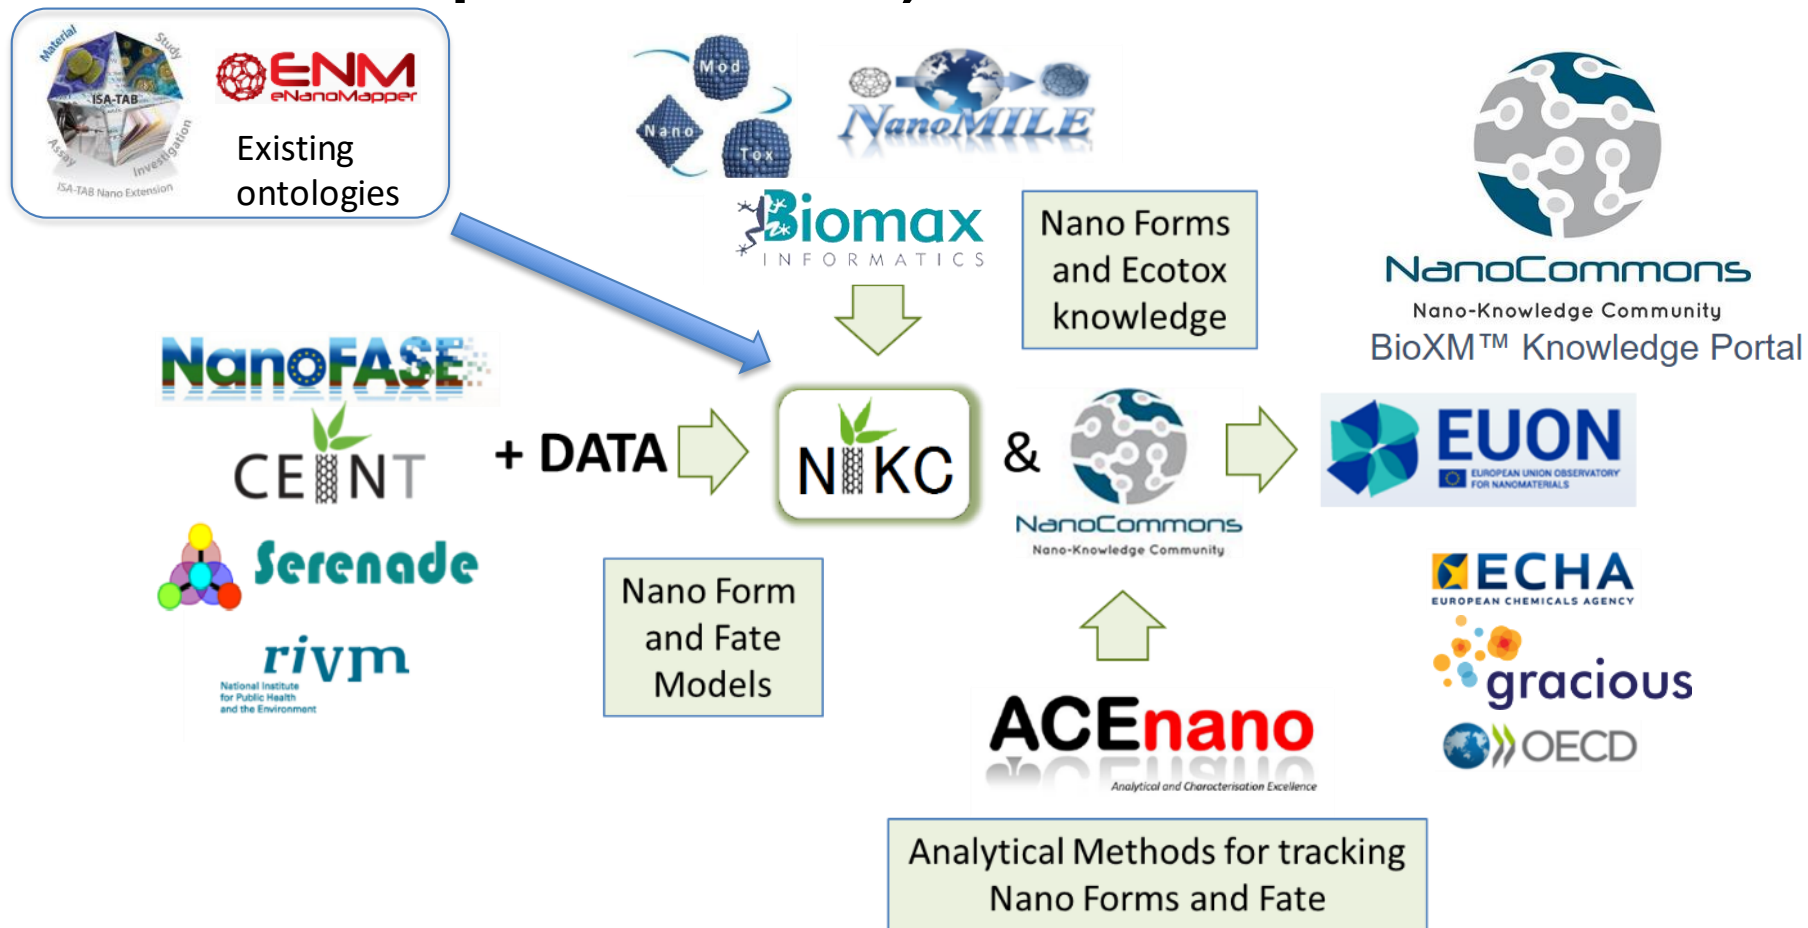 Material
Study
ISA-TAB
Assay
Investigation
ISA-TAB Nano Extension
ENM
eNanoMapper
Existing
ontologies
Mod
Nano
Tox
NanoMILE
Biomax
INFORMATICS
Nano Forms
and Ecotox
knowledge
NanoCommons
Nano-Knowledge Community
BioXM™ Knowledge Portal
NanoFASE
CEINT
Serenade
rivm
National Institute
for Public Health
and the Environment
+ DATA
NIKC
&
NanoCommons
Nano-Knowledge Community
EUON
EUROPEAN UNION OBSERVATORY
FOR NANOMATERIALS
Nano Form
and Fate
Models
ECHA
EUROPEAN CHEMICALS AGENCY
gracious
OECD
ACEnano
Analytical and Characterisation Excellence
Analytical Methods for tracking
Nano Forms and Fate